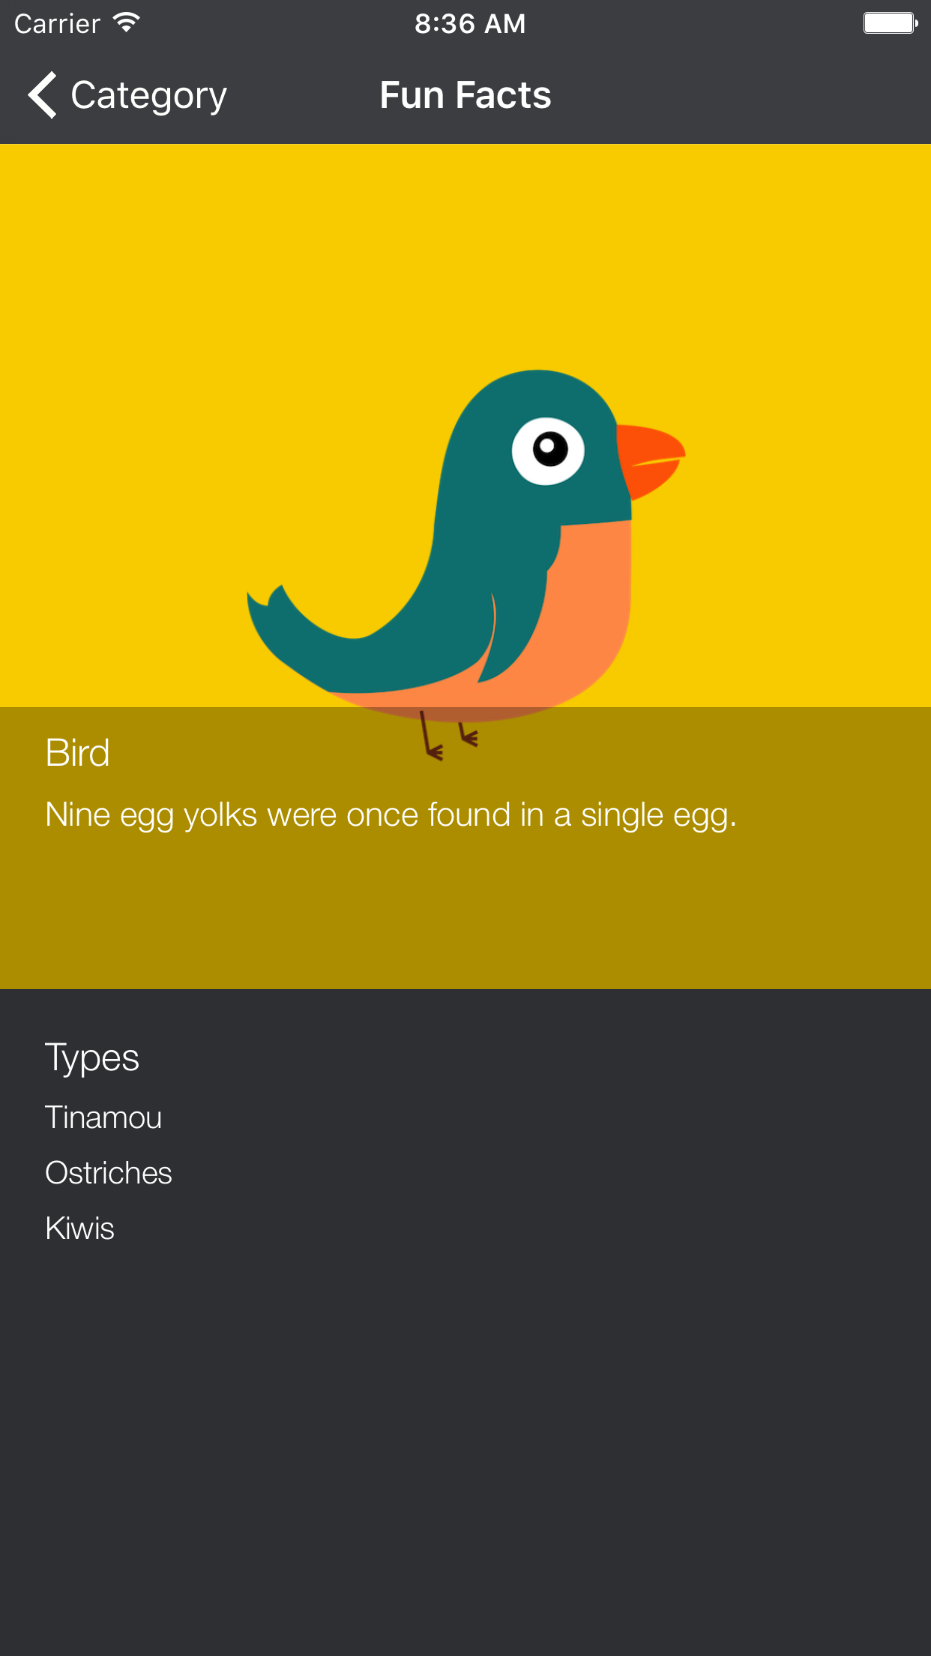 Carrier 8:36 AM
Category Fun Facts
Bird
Nine egg yolks were once found in a single egg.
Types
Tinamou
Ostriches
Kiwis